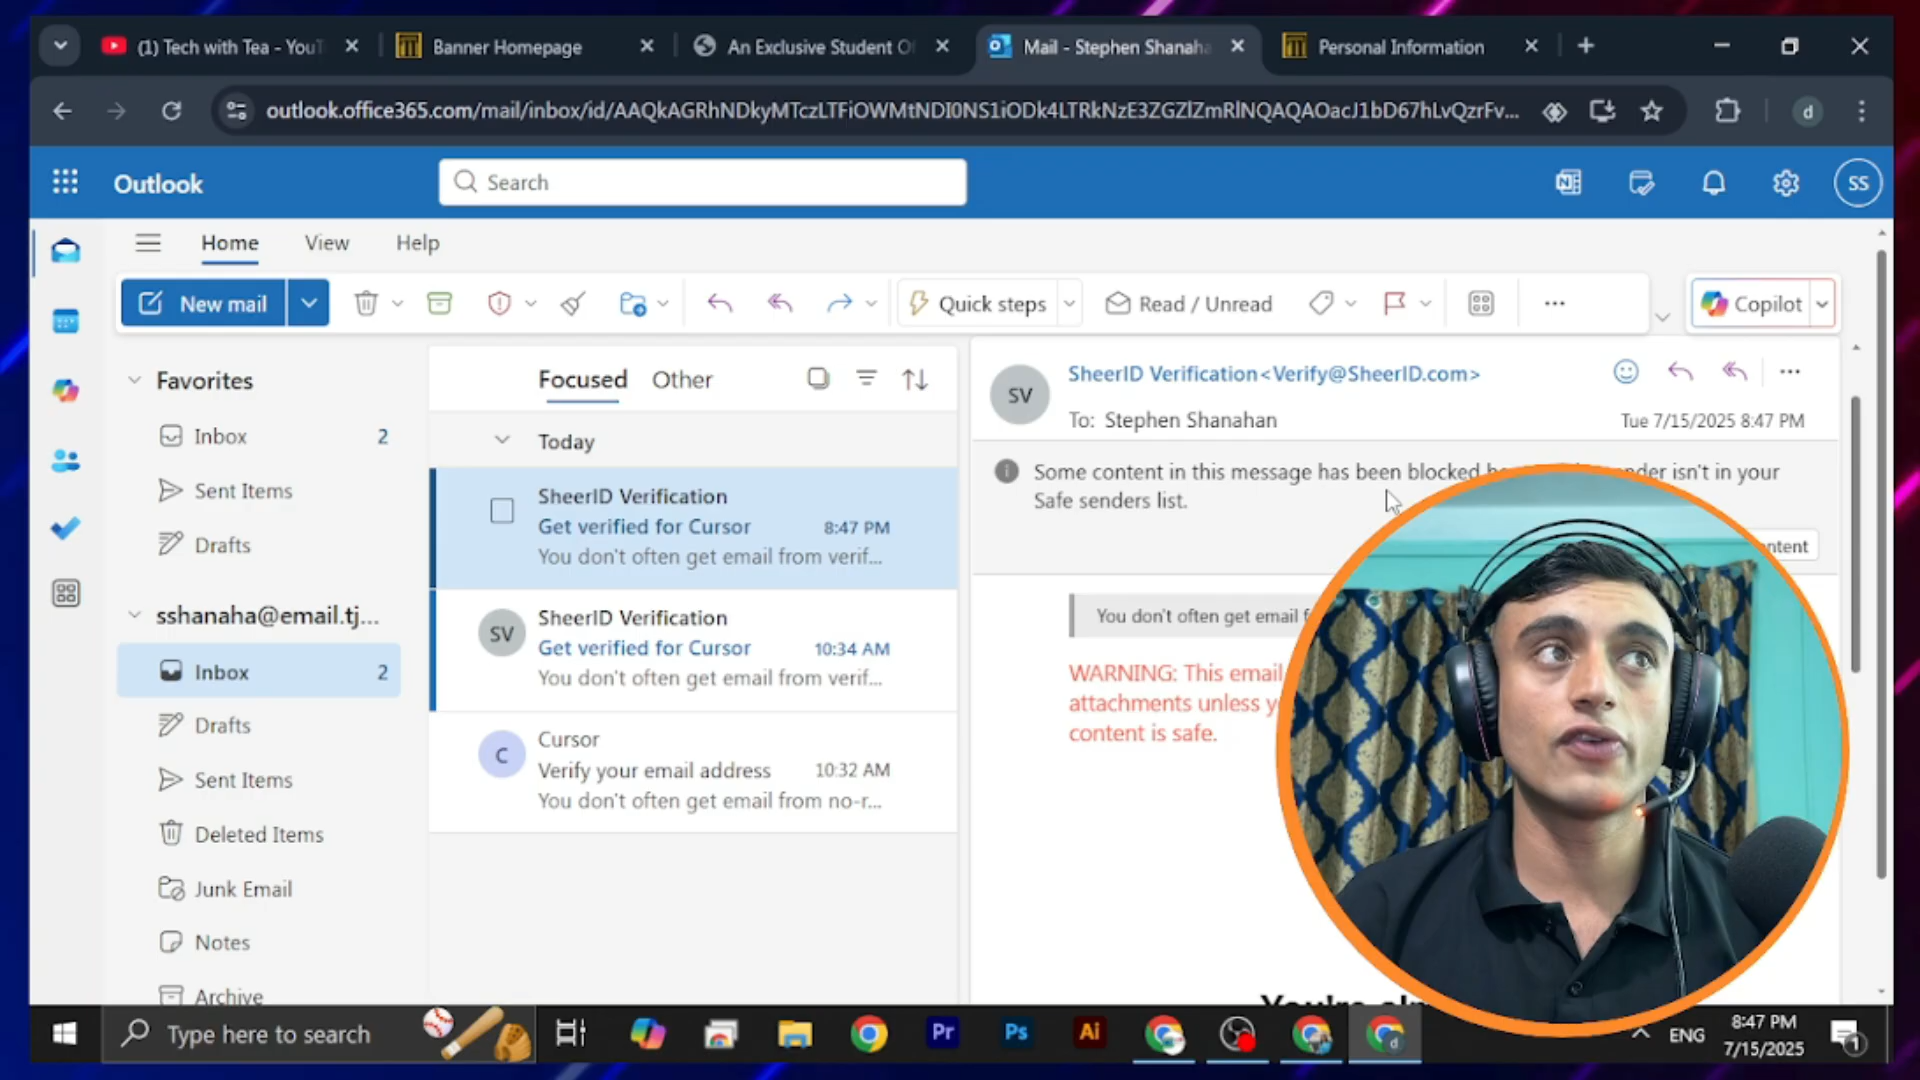 (1) Tech with Tea - YouT
Banner Homepage
An Exclusive Student Of
Mail - Stephen Shanaha
Personal Information
outlook.office365.com/mail/inbox/id/AAQkAGRhNDkyMTczLTFiOWMtNDI0NS1iODk4LTRkNzE3ZGZlZmRlNQAQAOacJ1bD67hLvQzrFv...
d
Outlook
Search
SS
Home
View
Help
New mail
Quick steps
Read / Unread
Copilot
Favorites
Inbox 2
Sent Items
Drafts
sshanaha@email.tj...
Inbox 2
Drafts
Sent Items
Deleted Items
Junk Email
Notes
Archive
Focused
Other
Today
SheerID Verification
Get verified for Cursor 8:47 PM
You don't often get email from verif...
SV
SheerID Verification
Get verified for Cursor 10:34 AM
You don't often get email from verif...
C
Cursor
Verify your email address 10:32 AM
You don't often get email from no-r...
SV
SheerID Verification<Verify@SheerID.com>
To: Stephen Shanahan
Tue 7/15/2025 8:47 PM
Some content in this message has been blocked isn't in your
Safe senders list.
You don't often get email
WARNING: This email
attachments unless
content is safe.
Type here to search
Pr
Ps
Ai
d
ENG
8:47 PM
7/15/2025
1